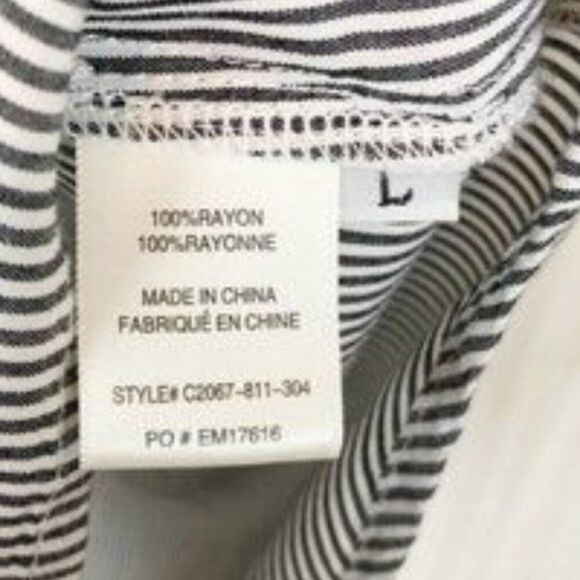 L
100%RAYON
100%RAYONNE
MADE IN CHINA
FABRIQUÉ EN CHINE
STYLE# C2067-811-304
PO # EM17616